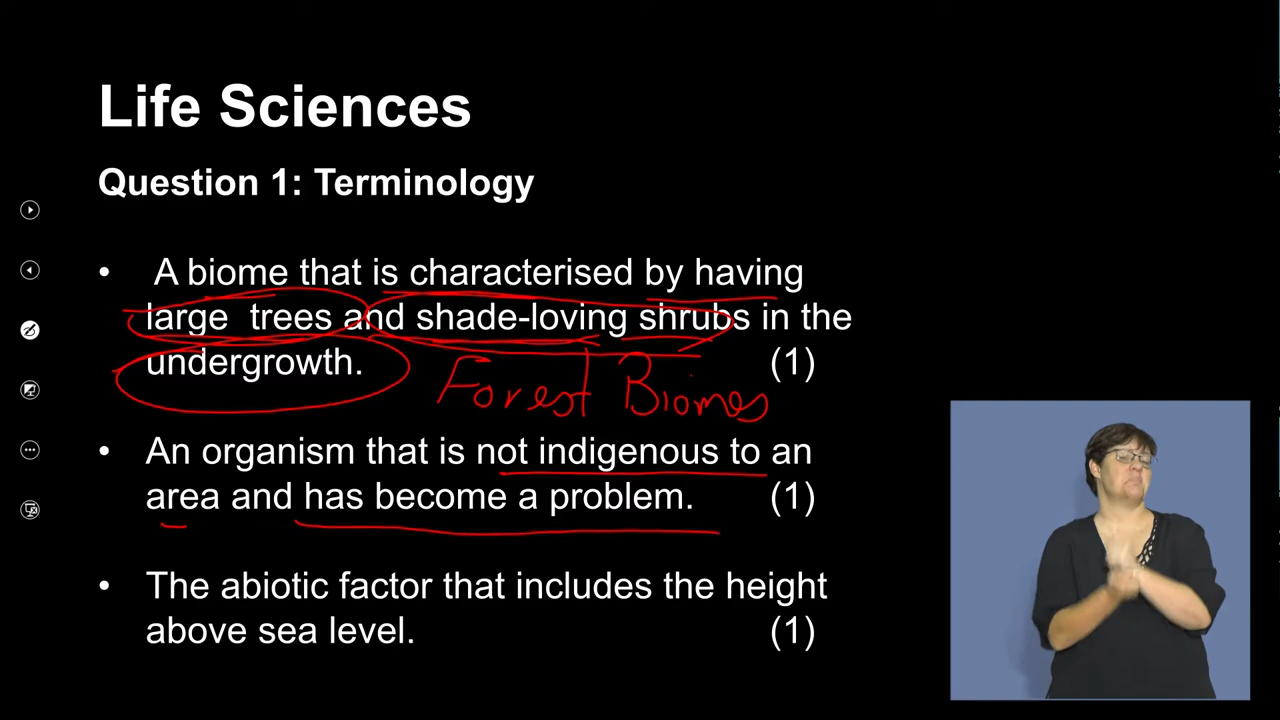 Life Sciences
Question 1: Terminology
• A biome that is characterised by having
large trees and shade-loving shrubs in the
undergrowth. (1)
Forest Biomes
• An organism that is not indigenous to an
area and has become a problem. (1)
• The abiotic factor that includes the height
above sea level. (1)